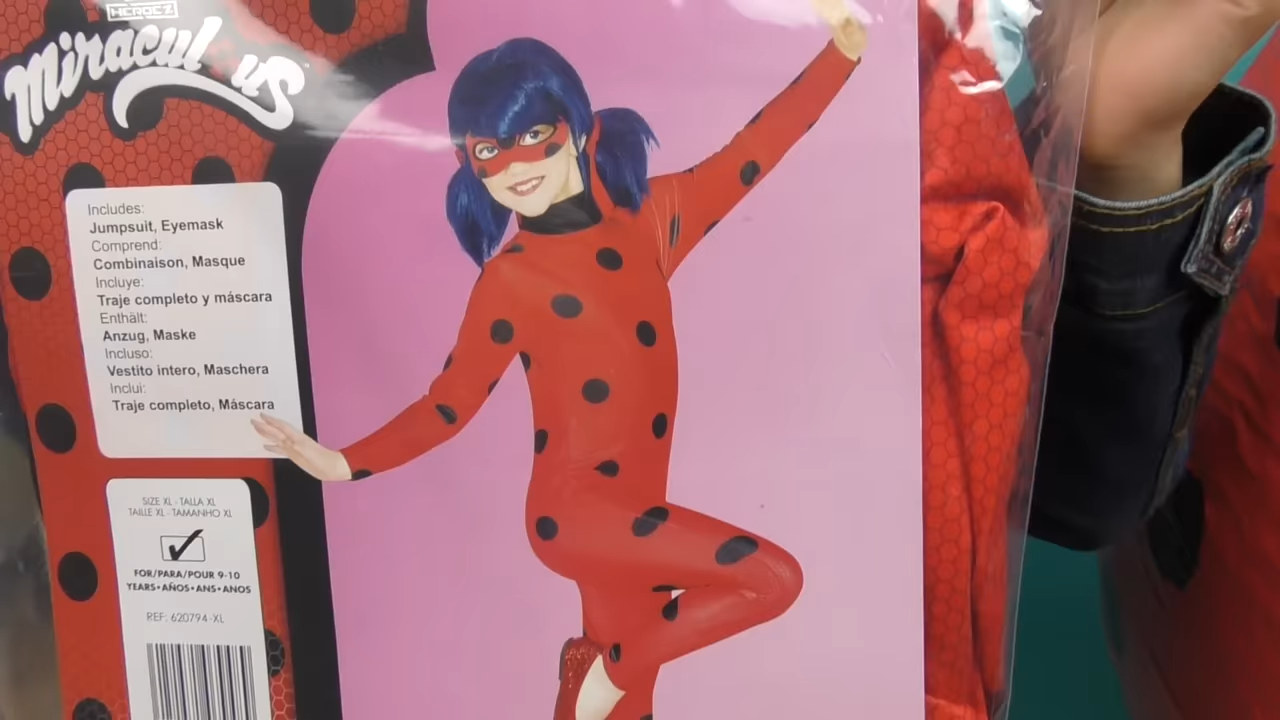 HEROEZ
Miraculous
Includes:
Jumpsuit, Eyemask
Comprend:
Combinaison, Masque
Incluye:
Traje completo y máscara
Enthält:
Anzug, Maske
Incluso:
Vestito intero, Maschera
Inclui:
Traje completo, Máscara
SIZE XL - TALLA XL
TAILLE XL - TAMANHO XL
FOR/PARA/POUR 9-10
YEARS•AÑOS•ANS•ANOS
REF: 620794-XL